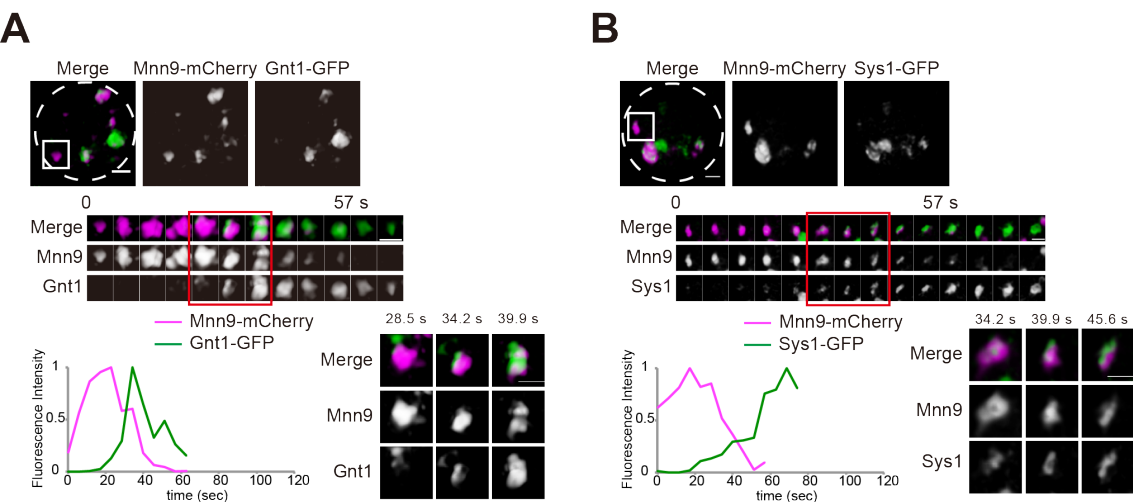 A
Merge Mnn9-mCherry Gnt1-GFP
0 57 s
Merge
Mnn9
Gnt1
Mnn9-mCherry
Gnt1-GFP
Fluorescence Intensity
1
0.5
0
0 20 40 60 80 100 120
time (sec)
28.5 s 34.2 s 39.9 s
Merge
Mnn9
Gnt1
B
Merge Mnn9-mCherry Sys1-GFP
0 57 s
Merge
Mnn9
Sys1
Mnn9-mCherry
Sys1-GFP
Fluorescence Intensity
1
0.5
0
0 20 40 60 80 100 120
time (sec)
34.2 s 39.9 s 45.6 s
Merge
Mnn9
Sys1